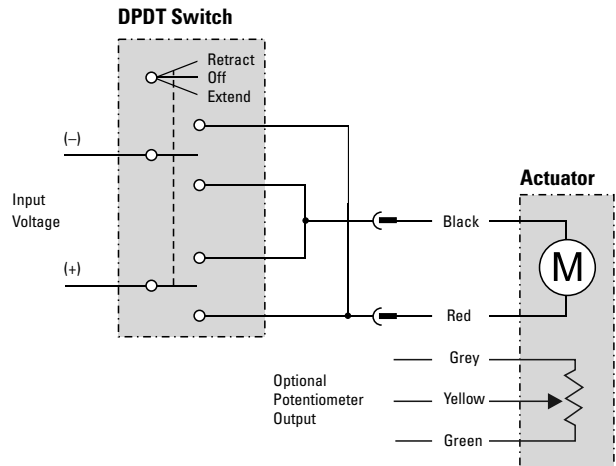 DPDT Switch
Retract
Off
Extend
(–)
Input
Voltage
(+)
Actuator
Black
M
Red
Grey
Optional
Potentiometer
Output
Yellow
Green